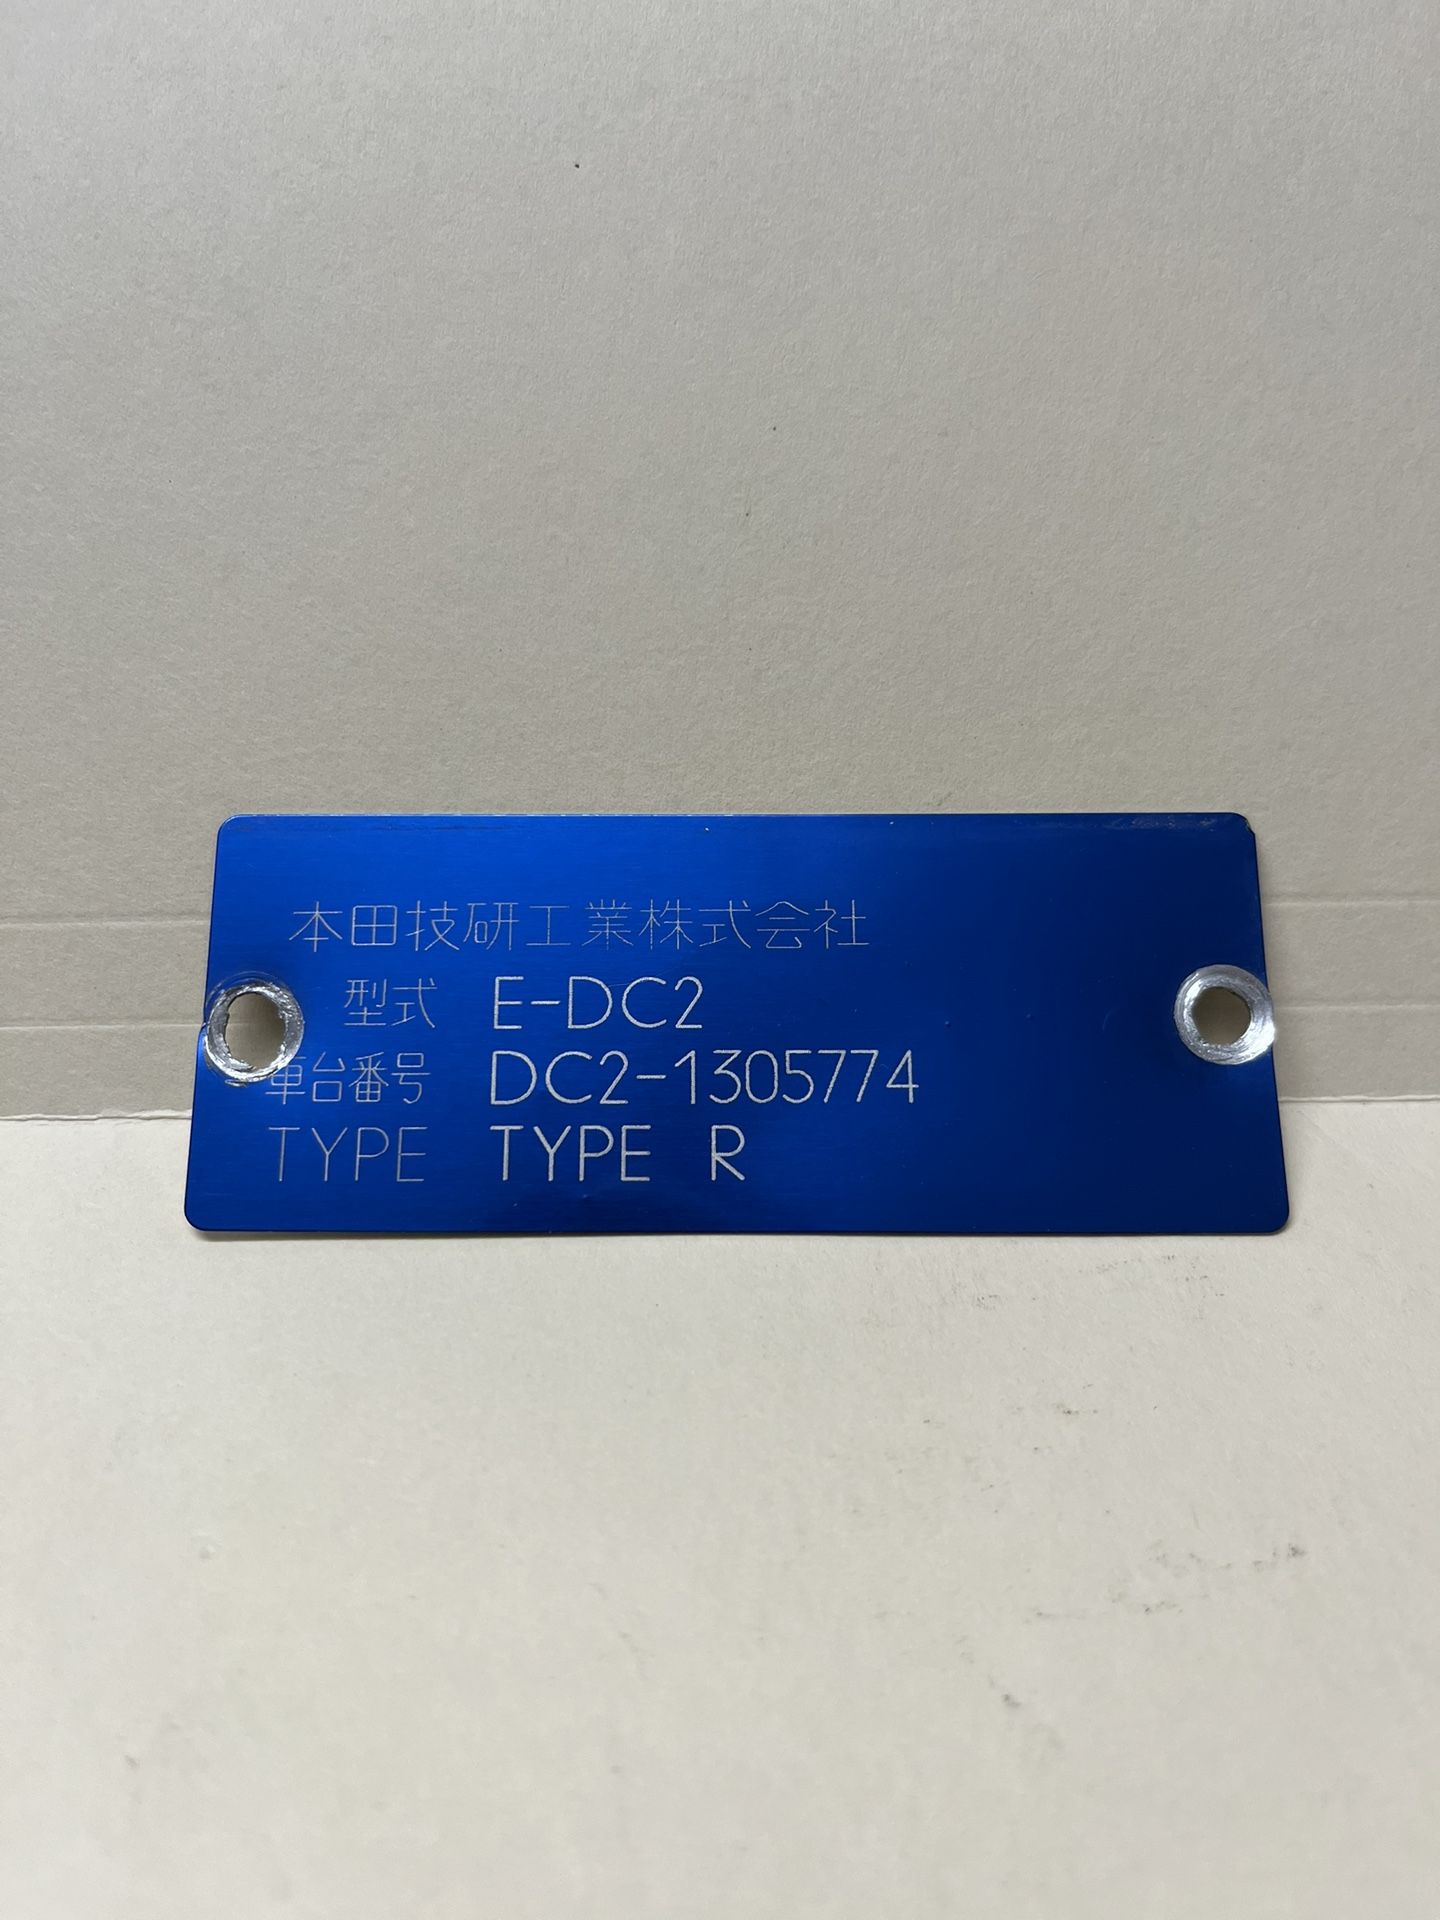 本田技研工業株式会社
型式 E-DC2
車台番号 DC2-1305774
TYPE TYPE R